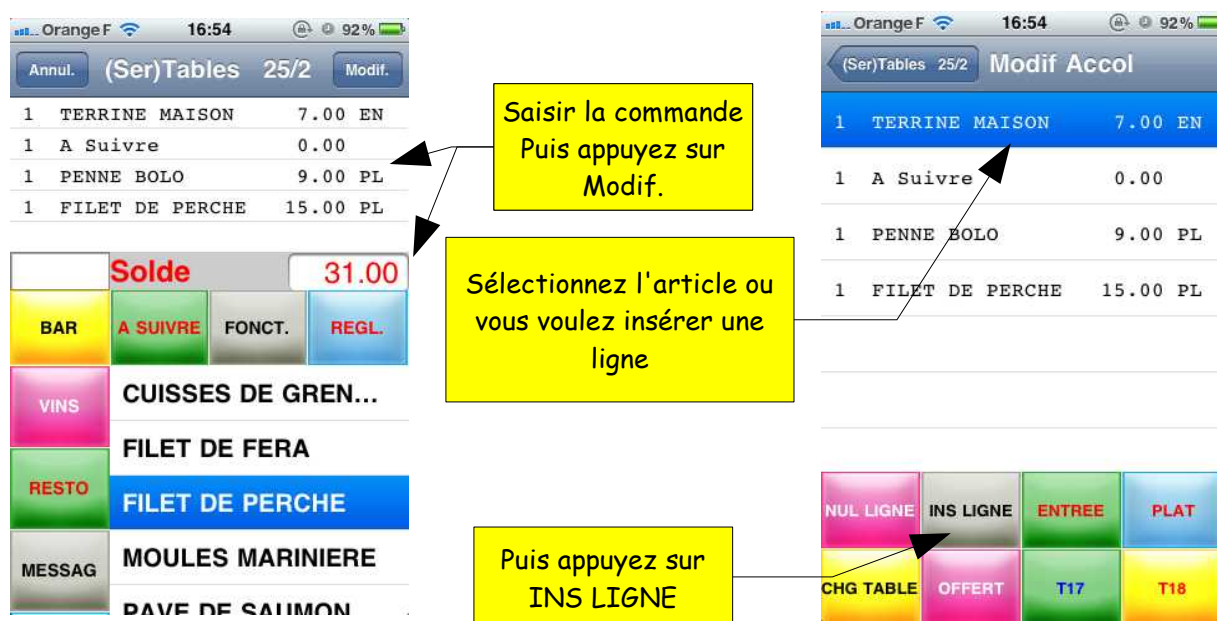 Orange F 16:54 92%
Annul. (Ser)Tables 25/2 Modif.
1 TERRINE MAISON 7.00 EN
1 A Suivre 0.00
1 PENNE BOLO 9.00 PL
1 FILET DE PERCHE 15.00 PL
Solde 31.00
BAR A SUIVRE FONCT. REGL.
VINS
RESTO
MESSAG
CUISSES DE GREN...
FILET DE FERA
FILET DE PERCHE
MOULES MARINIERE
PAVE DE SAUMON
Saisir la commande
Puis appuyez sur
Modif.
Sélectionnez l'article ou
vous voulez insérer une
ligne
Puis appuyez sur
INS LIGNE
Orange F 16:54 92%
(Ser)Tables 25/2 Modif Accol
1 TERRINE MAISON 7.00 EN
1 A Suivre 0.00
1 PENNE BOLO 9.00 PL
1 FILET DE PERCHE 15.00 PL
NUL LIGNE INS LIGNE ENTREE PLAT
CHG TABLE OFFERT T17 T18